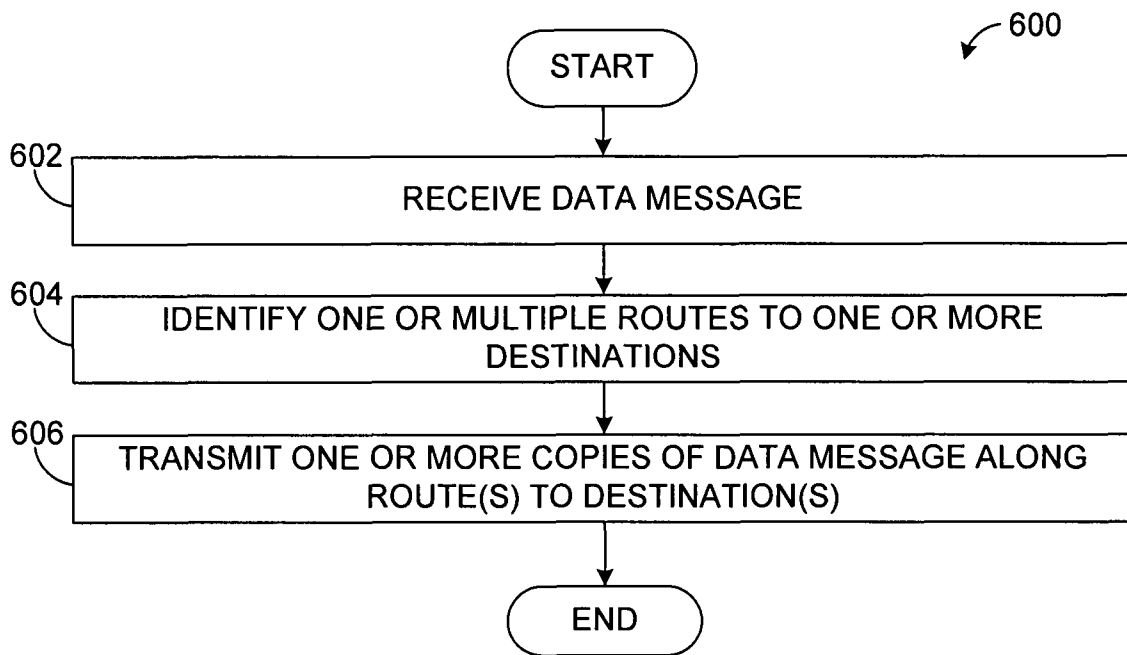 600
START
602
RECEIVE DATA MESSAGE
604
IDENTIFY ONE OR MULTIPLE ROUTES TO ONE OR MORE
DESTINATIONS
606
TRANSMIT ONE OR MORE COPIES OF DATA MESSAGE ALONG
ROUTE(S) TO DESTINATION(S)
END